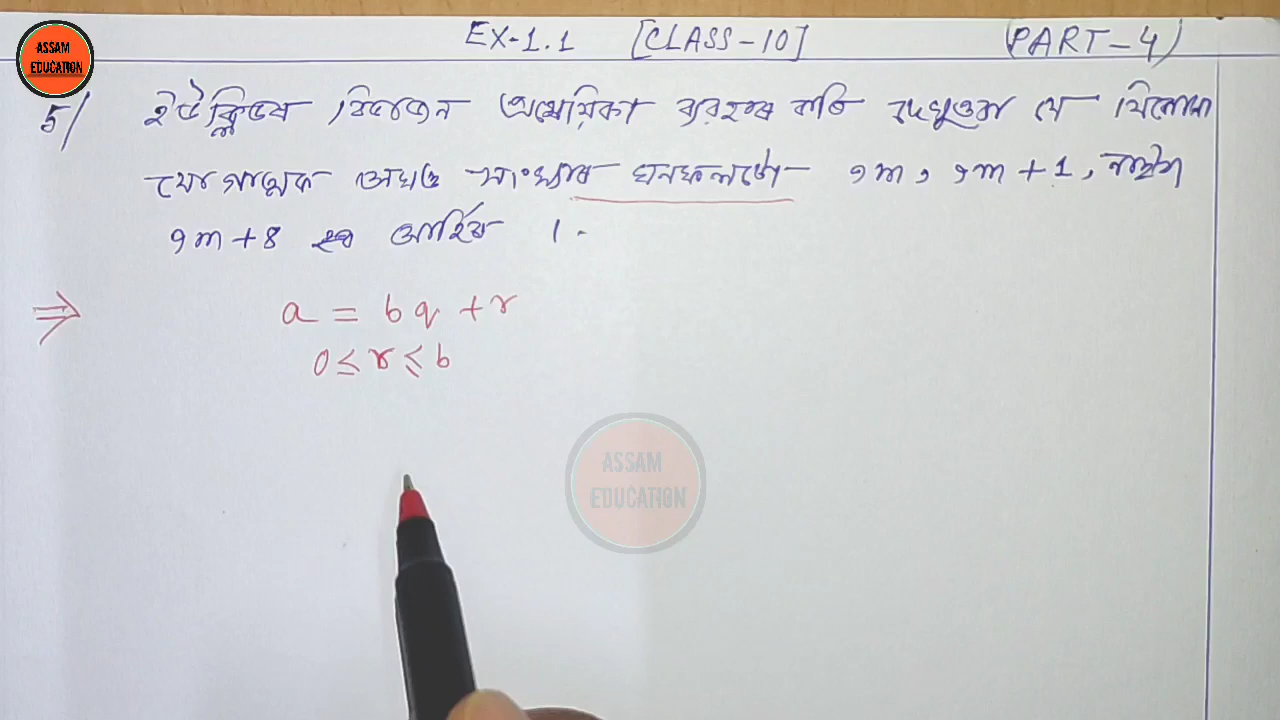 ASSAM
EDUCATION
EX-1.1 [CLASS-10] (PART-4)
5/ ইউক্লিডৰ বিভাজন প্ৰমেয়িকা ব্যৱহাৰ কৰি দেখুওৱা যে যিকোনো
যোগাত্মক অখণ্ড সংখ্যাৰ ঘনফলটো 9m, 9m+1, নাইবা
9m+8 হব আৰ্হিৰ ।
⇒ a = bq + r
0 ≤ r ≤ b
ASSAM
EDUCATION